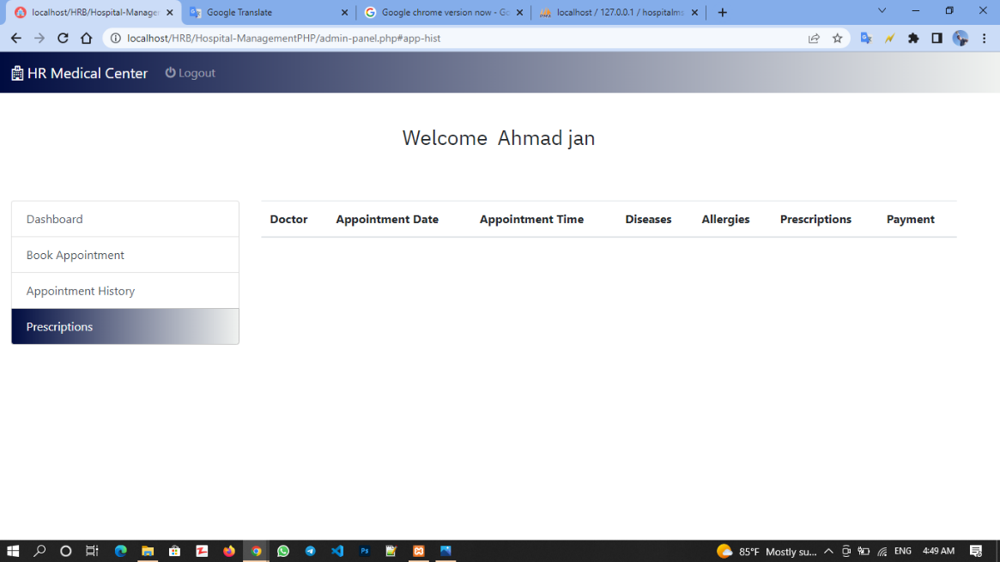 localhost/HRB/Hospital-Manager
Google Translate
Google chrome version now - Go
localhost / 127.0.0.1 / hospitalms
localhost/HRB/Hospital-ManagementPHP/admin-panel.php#app-hist
HR Medical Center
Logout
Welcome Ahmad jan
Dashboard
Book Appointment
Appointment History
Prescriptions
Doctor Appointment Date Appointment Time Diseases Allergies Prescriptions Payment
85°F Mostly su... ENG 4:49 AM